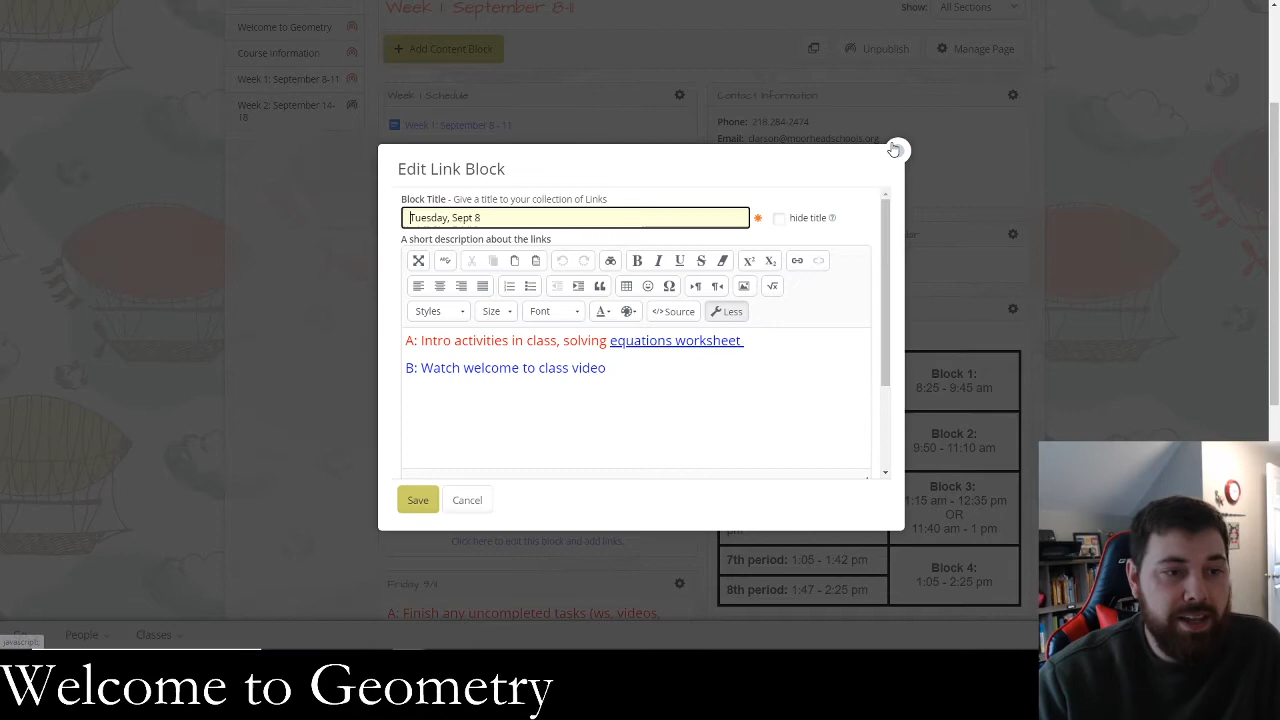 Week 1: September 8-11
Show: All Sections
Welcome to Geometry
Course Information
Week 1: September 8-11
Week 2: September 14-
18
+ Add Content Block
Unpublish
Manage Page
Week 1 Schedule
Week 1: September 8 - 11
Contact Information
Phone: 218.284-2474
Email: clarson@moorheadschools.org
Edit Link Block
Block Title - Give a title to your collection of Links
Tuesday, Sept 8
hide title
A short description about the links
Styles
Size
Font
A
Source
Less
A: Intro activities in class, solving equations worksheet
B: Watch welcome to class video
Save
Cancel
Click here to edit this block and add links.
Friday 9/11
A: Finish any uncompleted tasks (ws, videos,
Block 1:
8:25 - 9:45 am
Block 2:
9:50 - 11:10 am
Block 3:
11:15 am - 12:35 pm
OR
11:40 am - 1 pm
pm
7th period: 1:05 - 1:42 pm
8th period: 1:47 - 2:25 pm
Block 4:
1:05 - 2:25 pm
People
Classes
javascript:;
Welcome to Geometry